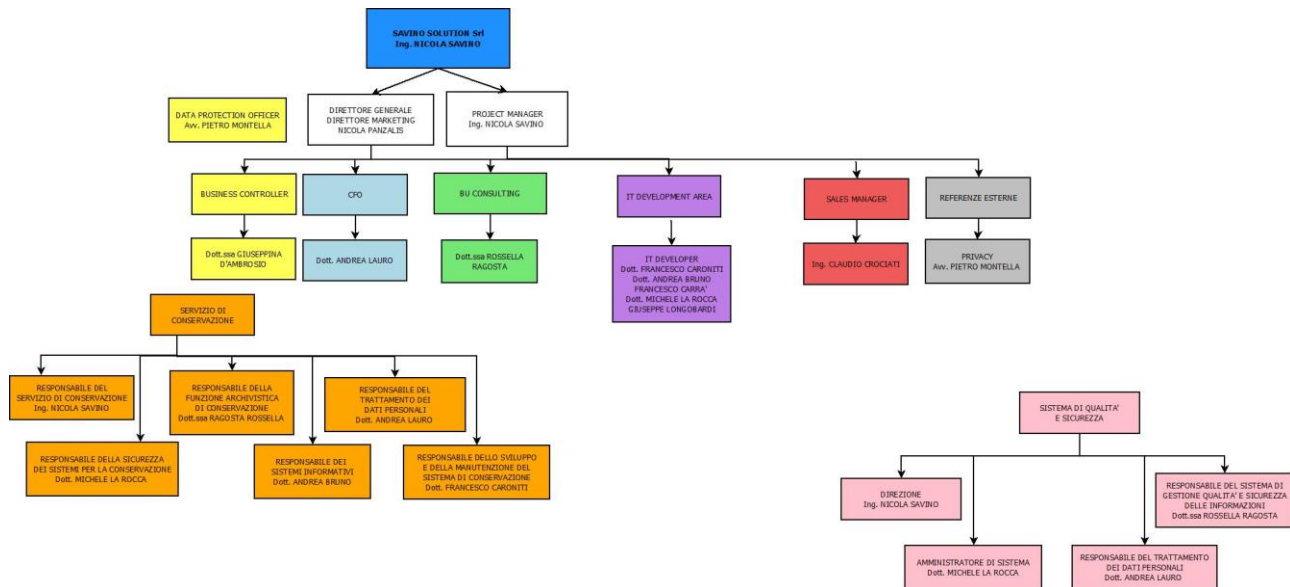 SAVINO SOLUTION Srl
Ing. NICOLA SAVINO
DATA PROTECTION OFFICER
Avv. PIETRO MONTELLA
DIRETTORE GENERALE
DIRETTORE MARKETING
NICOLA PANZALIS
PROJECT MANAGER
Ing. NICOLA SAVINO
BUSINESS CONTROLLER
CFO
BU CONSULTING
IT DEVELOPMENT AREA
SALES MANAGER
REFERENZE ESTERNE
Dott.ssa GIUSEPPINA
D'AMBROSIO
Dott. ANDREA LAURO
Dott.ssa ROSSELLA
RAGOSTA
IT DEVELOPER
Dott. FRANCESCO CARONITI
Dott. ANDREA BRUNO
FRANCESCO CARRA'
Dott. MICHELE LA ROCCA
GIUSEPPE LONGOBARDI
Ing. CLAUDIO CROCIATI
PRIVACY
Avv. PIETRO MONTELLA
SERVIZIO DI
CONSERVAZIONE
RESPONSABILE DEL
SERVIZIO DI CONSERVAZIONE
Ing. NICOLA SAVINO
RESPONSABILE DELLA
FUNZIONE ARCHIVISTICA
DI CONSERVAZIONE
Dott.ssa RAGOSTA ROSSELLA
RESPONSABILE DEL
TRATTAMENTO DEI
DATI PERSONALI
Dott. ANDREA LAURO
RESPONSABILE DELLA SICUREZZA
DEI SISTEMI PER LA CONSERVAZIONE
Dott. MICHELE LA ROCCA
RESPONSABILE DEI
SISTEMI INFORMATIVI
Dott. ANDREA BRUNO
RESPONSABILE DELLO SVILUPPO
E DELLA MANUTENZIONE DEL
SISTEMA DI CONSERVAZIONE
Dott. FRANCESCO CARONITI
SISTEMA DI QUALITA'
E SICUREZZA
DIREZIONE
Ing. NICOLA SAVINO
RESPONSABILE DEL SISTEMA DI
GESTIONE QUALITA' E SICUREZZA
DELLE INFORMAZIONI
Dott.ssa ROSSELLA RAGOSTA
AMMINISTRATORE DI SISTEMA
Dott. MICHELE LA ROCCA
RESPONSABILE DEL TRATTAMENTO
DEI DATI PERSONALI
Dott. ANDREA LAURO